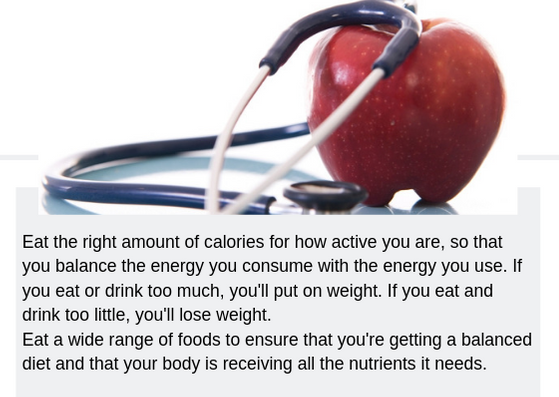 Eat the right amount of calories for how active you are, so that
you balance the energy you consume with the energy you use. If
you eat or drink too much, you'll put on weight. If you eat and
drink too little, you'll lose weight.
Eat a wide range of foods to ensure that you're getting a balanced
diet and that your body is receiving all the nutrients it needs.